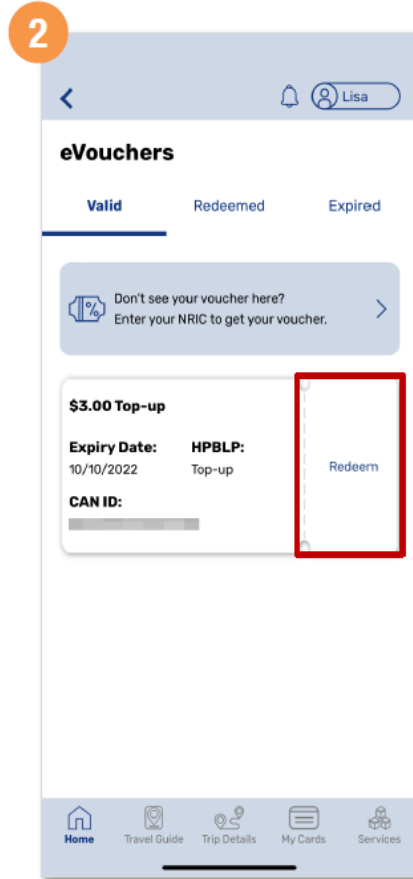 2
Lisa
eVouchers
Valid Redeemed Expired
Don't see your voucher here?
Enter your NRIC to get your voucher.
$3.00 Top-up
Expiry Date: HPBLP:
10/10/2022 Top-up
Redeem
CAN ID:
Home Travel Guide Trip Details My Cards Services